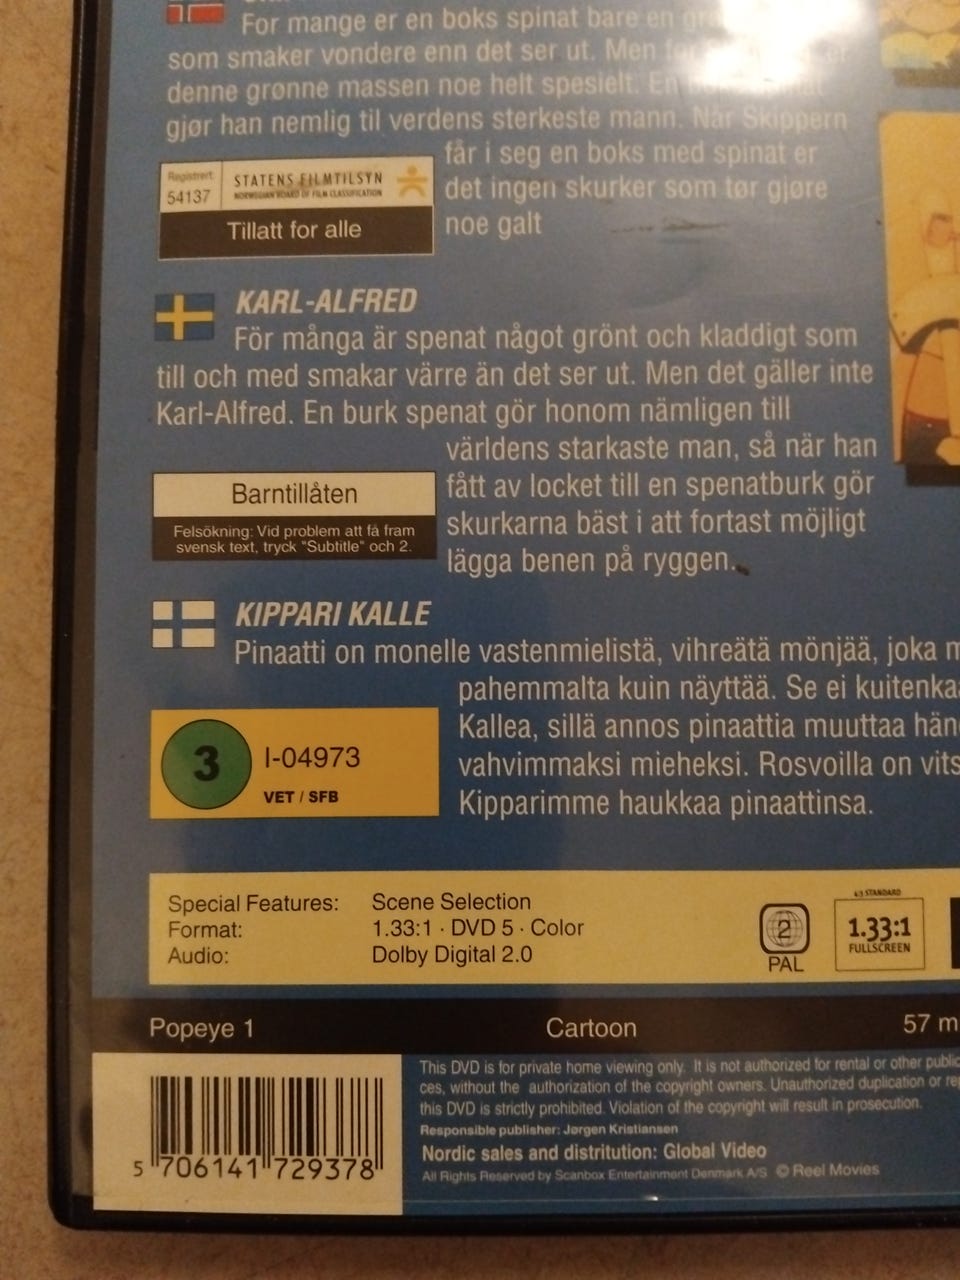 For mange er en boks spinat bare en
som smaker vondere enn det ser ut. Men
denne grønne massen noe helt spesielt. En
gjør han nemlig til verdens sterkeste mann. Når Skippern
får i seg en boks med spinat er
det ingen skurker som tør gjøre
noe galt
Registrert:
54137
STATENS FILMTILSYN
NORWEGIAN BOARD OF FILM CLASSIFICATION
Tillatt for alle
KARL-ALFRED
För många är spenat något grönt och kladdigt som
till och med smakar värre än det ser ut. Men det gäller inte
Karl-Alfred. En burk spenat gör honom nämligen till
världens starkaste man, så när han
fått av locket till en spenatburk gör
skurkarna bäst i att fortast möjligt
lägga benen på ryggen.
Barntillåten
Felsökning: Vid problem att få fram
svensk text, tryck "Subtitle" och 2.
KIPPARI KALLE
Pinaatti on monelle vastenmielistä, vihreätä mönjää, joka
pahemmalta kuin näyttää. Se ei
Kallea, sillä annos pinaattia muuttaa
vahvimmaksi mieheksi. Rosvoilla on
Kipparimme haukkaa pinaattinsa.
3
I-04973
VET / SFB
Special Features: Scene Selection
Format: 1.33:1 · DVD 5 · Color
Audio: Dolby Digital 2.0
2
PAL
4:3 STANDARD
1.33:1
FULLSCREEN
Popeye 1 Cartoon 57
This DVD is for private home viewing only. It is not authorized for rental or other
ces, without the authorization of the copyright owners. Unauthorized duplication or
this DVD is strictly prohibited. Violation of the copyright will result in prosecution.
Responsible publisher: Jørgen Kristiansen
Nordic sales and distritution: Global Video
All Rights Reserved by Scanbox Entertainment Denmark A/S © Reel Movies
5 706141 729378